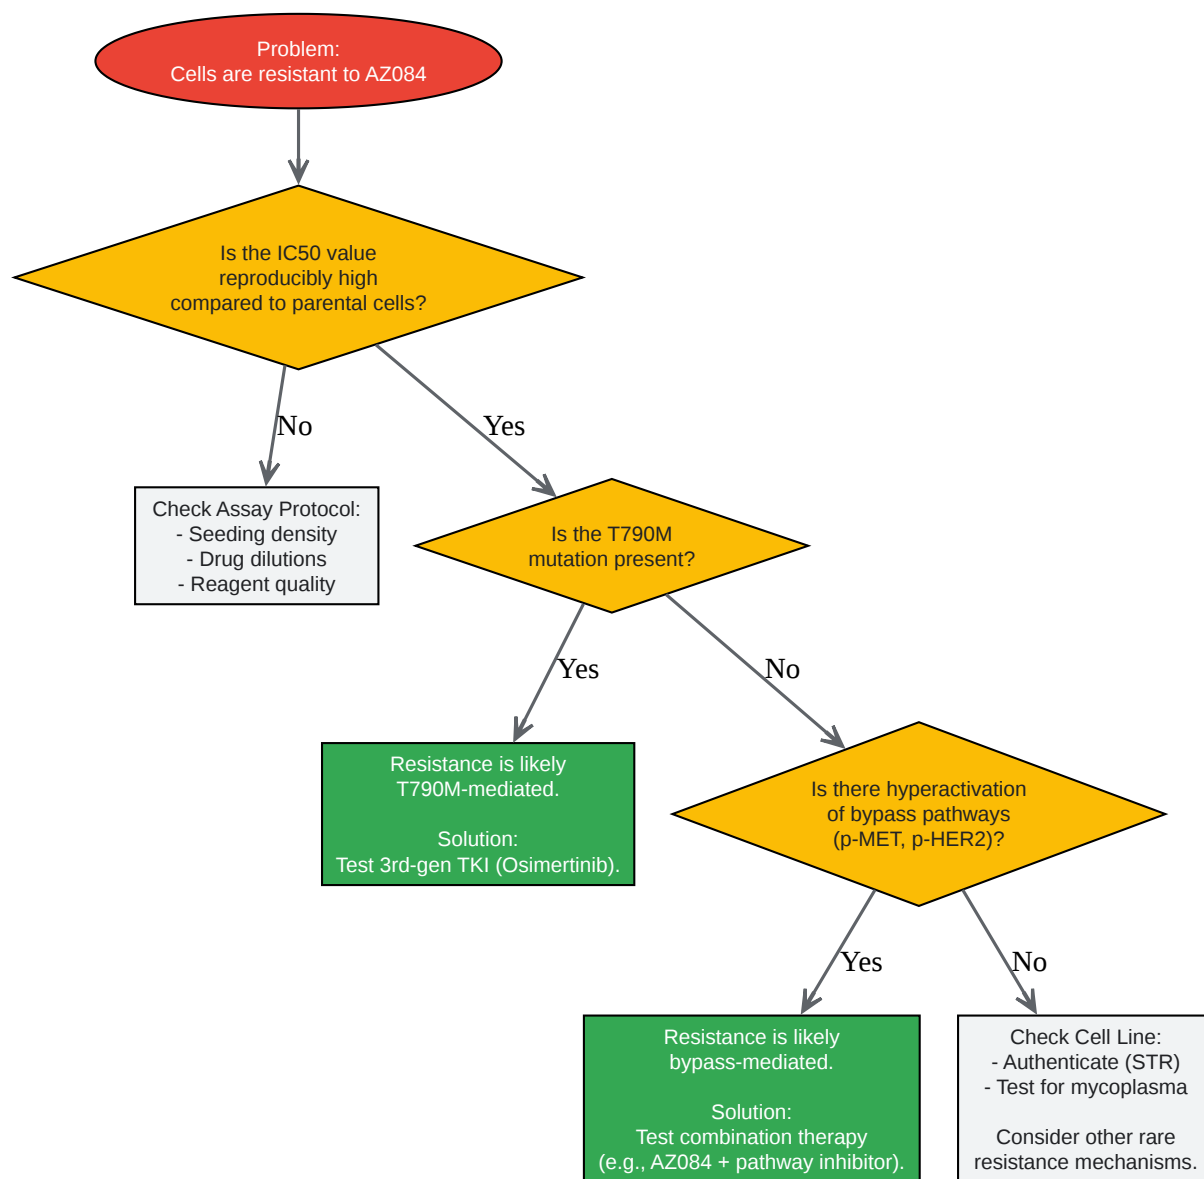 Problem:
Cells are resistant to AZ084
Is the IC50 value
reproducibly high
compared to parental cells?
No
Yes
Check Assay Protocol:
- Seeding density
- Drug dilutions
- Reagent quality
Is the T790M
mutation present?
Yes
No
Resistance is likely
T790M-mediated.
Solution:
Test 3rd-gen TKI (Osimertinib).
Is there hyperactivation
of bypass pathways
(p-MET, p-HER2)?
Yes
No
Resistance is likely
bypass-mediated.
Solution:
Test combination therapy
(e.g., AZ084 + pathway inhibitor).
Check Cell Line:
- Authenticate (STR)
- Test for mycoplasma
Consider other rare
resistance mechanisms.